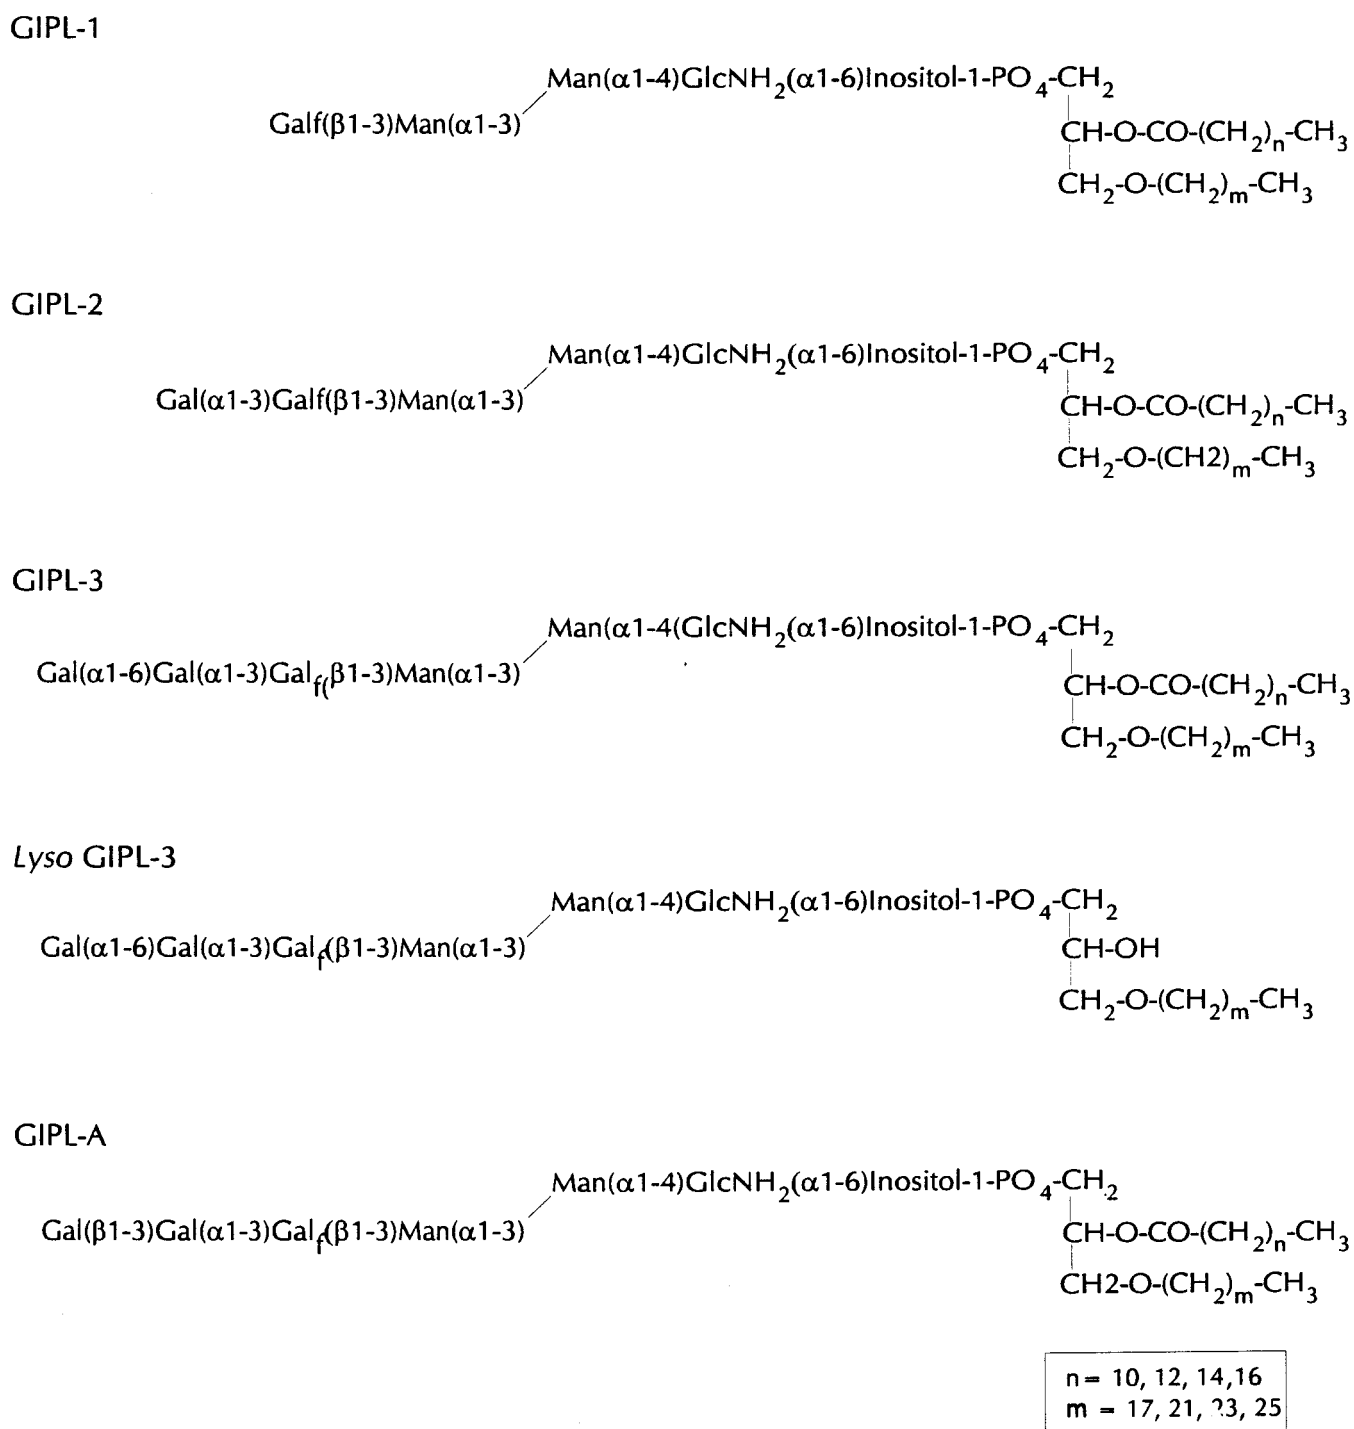 GIPL-1
Man(α1-4)GlcNH2(α1-6)Inositol-1-PO4-CH2
Galf(β1-3)Man(α1-3)
CH-O-CO-(CH2)n-CH3
CH2-O-(CH2)m-CH3
GIPL-2
Man(α1-4)GlcNH2(α1-6)Inositol-1-PO4-CH2
Gal(α1-3)Galf(β1-3)Man(α1-3)
CH-O-CO-(CH2)n-CH3
CH2-O-(CH2)m-CH3
GIPL-3
Man(α1-4(GlcNH2(α1-6)Inositol-1-PO4-CH2
Gal(α1-6)Gal(α1-3)Galf(β1-3)Man(α1-3)
CH-O-CO-(CH2)n-CH3
CH2-O-(CH2)m-CH3
Lyso GIPL-3
Man(α1-4)GlcNH2(α1-6)Inositol-1-PO4-CH2
Gal(α1-6)Gal(α1-3)Galf(β1-3)Man(α1-3)
CH-OH
CH2-O-(CH2)m-CH3
GIPL-A
Man(α1-4)GlcNH2(α1-6)Inositol-1-PO4-CH2
Gal(β1-3)Gal(α1-3)Galf(β1-3)Man(α1-3)
CH-O-CO-(CH2)n-CH3
CH2-O-(CH2)m-CH3
n= 10, 12, 14,16
m = 17, 21, 23, 25